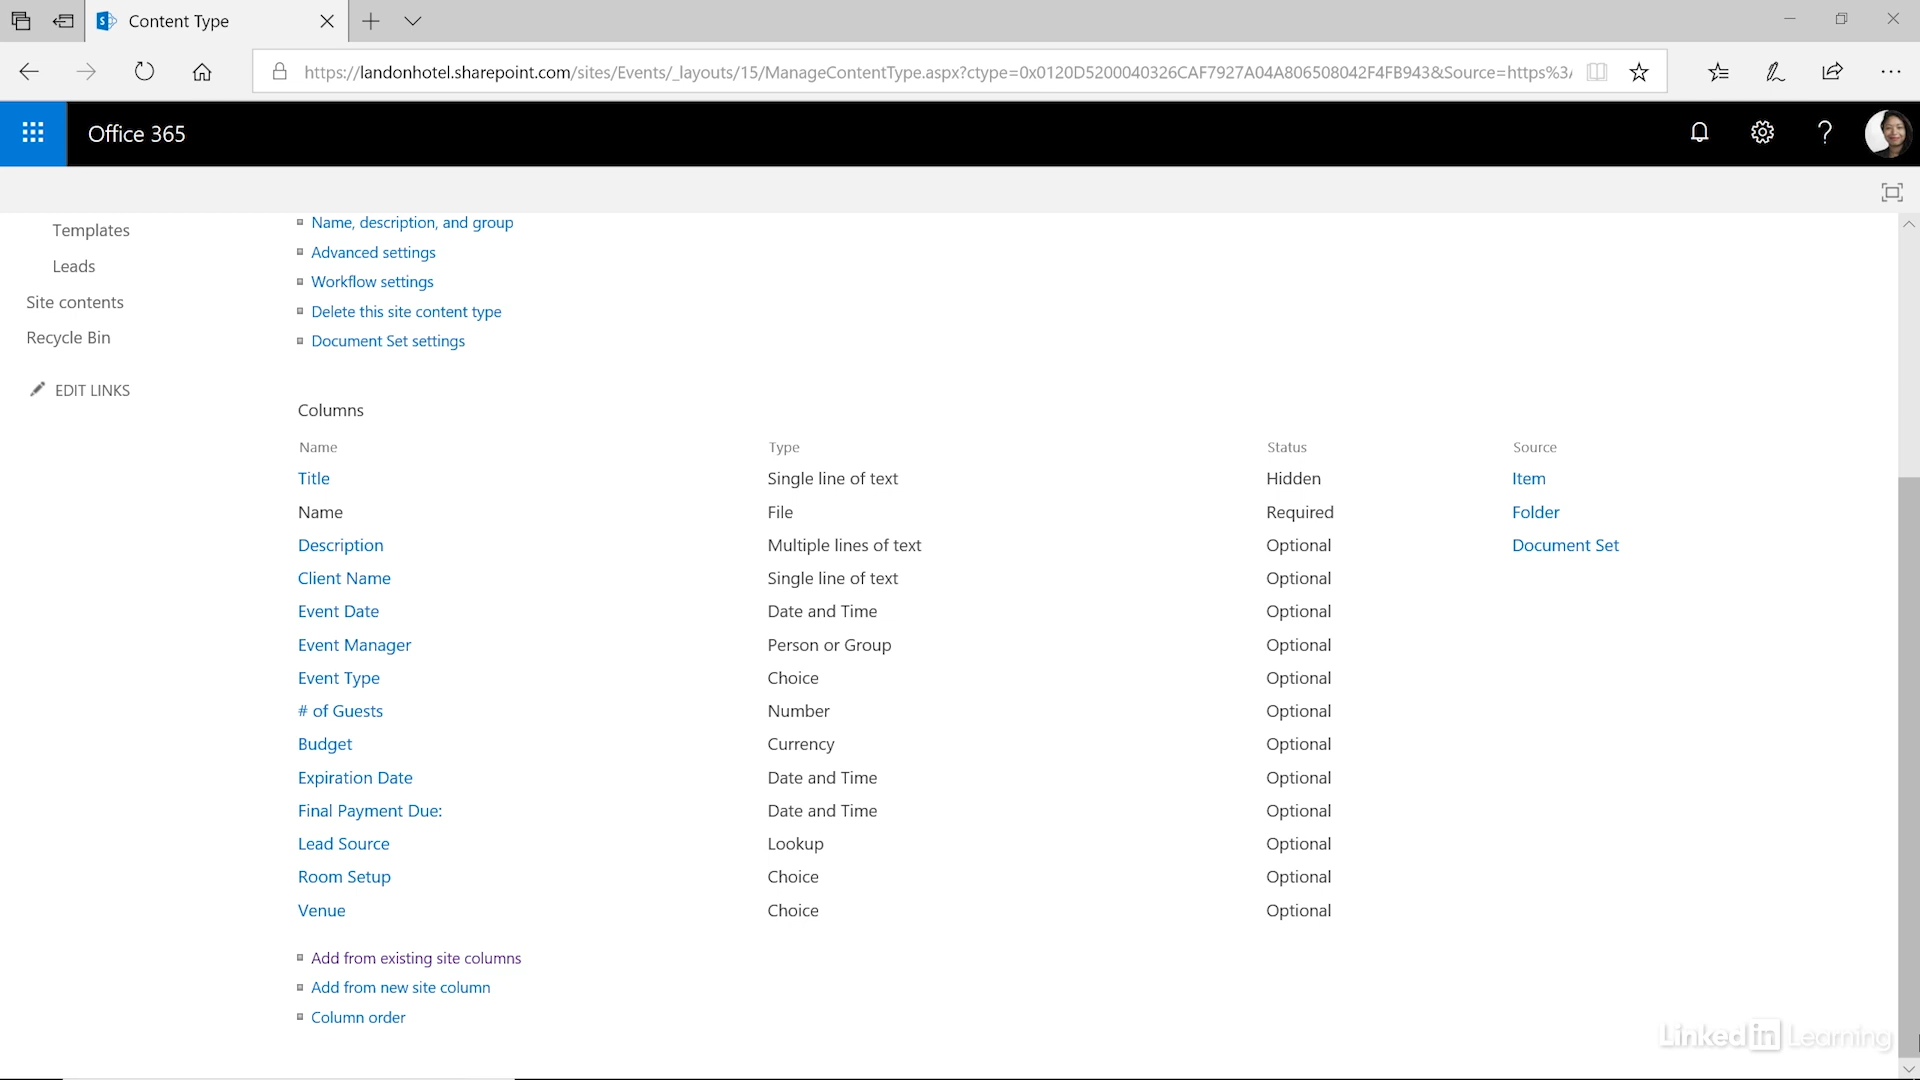 Content Type
https://landonhotel.sharepoint.com/sites/Events/_layouts/15/ManageContentType.aspx?ctype=0x0120D5200040326CAF7927A04A806508042F4FB943&Source=https%3A
Office 365
Templates
Leads
Site contents
Recycle Bin
EDIT LINKS
Name, description, and group
Advanced settings
Workflow settings
Delete this site content type
Document Set settings
Columns
Name Type Status Source
Title Single line of text Hidden Item
Name File Required Folder
Description Multiple lines of text Optional Document Set
Client Name Single line of text Optional
Event Date Date and Time Optional
Event Manager Person or Group Optional
Event Type Choice Optional
# of Guests Number Optional
Budget Currency Optional
Expiration Date Date and Time Optional
Final Payment Due: Date and Time Optional
Lead Source Lookup Optional
Room Setup Choice Optional
Venue Choice Optional
Add from existing site columns
Add from new site column
Column order
Linked in Learning